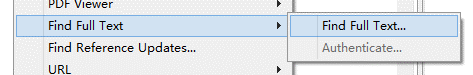 PDF Viewer
Find Full Text
Find Full Text...
Authenticate...
Find Reference Updates...
URL